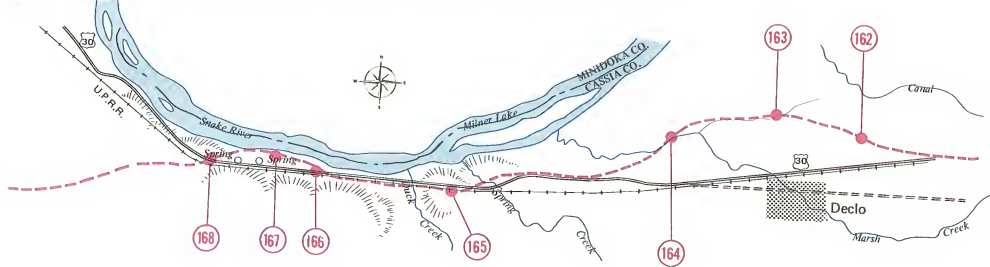 163
162
30
U.P.R.R.
N
W
E
S
MINIDOKA CO.
CASSIA CO.
Canal
Snake River
Milner Lake
Spring
Spring
30
Spring
Creek
Creek
Declo
Marsh
Creek
168
167
166
165
164